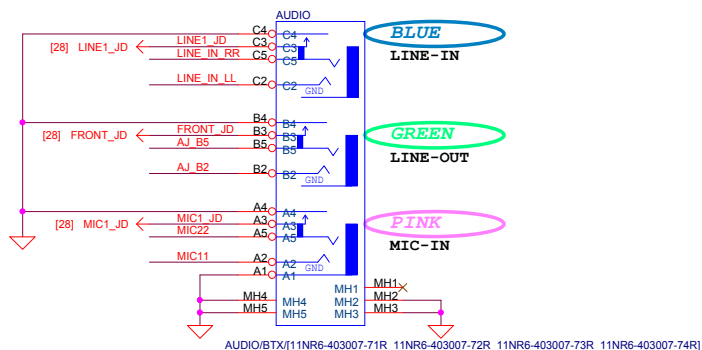 AUDIO
C4 C4 BLUE
[28] LINE1_JD LINE1_JD C3 C3
LINE_IN_RR C5 C5 LINE-IN
LINE_IN_LL C2 C2
GND
B4 B4
[28] FRONT_JD FRONT_JD B3 B3 GREEN
AJ_B5 B5 B5 LINE-OUT
AJ_B2 B2 B2
GND
A4 A4
[28] MIC1_JD MIC1_JD A3 A3 PINK
MIC22 A5 A5 MIC-IN
MIC11 A2 A2
GND
A1 A1
MH1 MH1
MH4 MH4 MH2 MH2
MH5 MH5 MH3 MH3
AUDIO/BTX/[11NR6-403007-71R 11NR6-403007-72R 11NR6-403007-73R 11NR6-403007-74R]